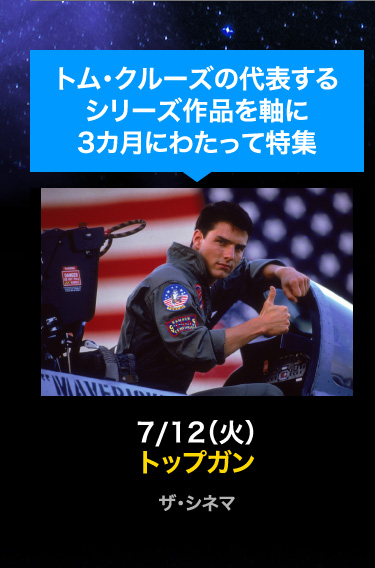 トム・クルーズの代表する
シリーズ作品を軸に
3カ月にわたって特集
"MAVERICK
7/12(火)
トップガン
ザ・シネマ